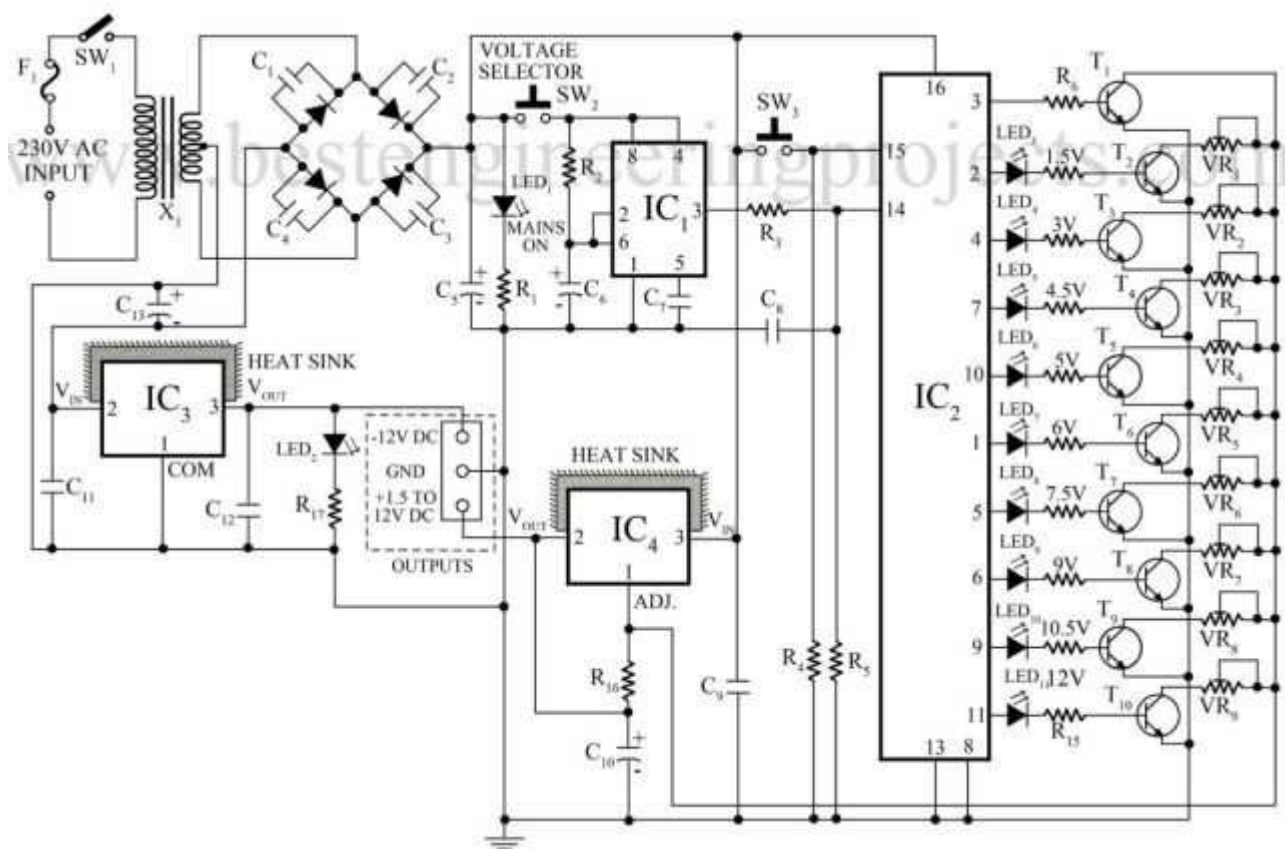 www.bestengineeringprojects.com
F₁
SW₁
230V AC
INPUT
X₁
C₁
C₂
C₄
C₃
VOLTAGE
SELECTOR
SW₂
LED₁
MAINS
ON
R₁
C₅
R₂
C₆
8
4
2
6
IC₁
3
1
5
C₇
R₃
C₈
SW₃
16
15
14
IC₂
3
2
4
7
10
1
5
6
9
11
13
8
R₆
T₁
LED₃
1.5V
T₂
VR₁
LED₄
3V
T₃
VR₂
LED₅
4.5V
T₄
VR₃
LED₆
5V
T₅
VR₄
LED₇
6V
T₆
VR₅
LED₈
7.5V
T₇
VR₆
LED₉
9V
T₈
VR₇
LED₁₀
10.5V
T₉
VR₈
LED₁₁
12V
T₁₀
VR₉
R₁₅
C₁₃
+
-
HEAT SINK
V_IN
2
IC₃
3
V_OUT
1
COM
C₁₁
C₁₂
LED₂
R₁₇
-12V DC
GND
+1.5 TO
12V DC
OUTPUTS
HEAT SINK
V_OUT
2
IC₄
3
V_IN
1
ADJ.
R₁₆
C₁₀
+
-
C₉
R₄
R₅